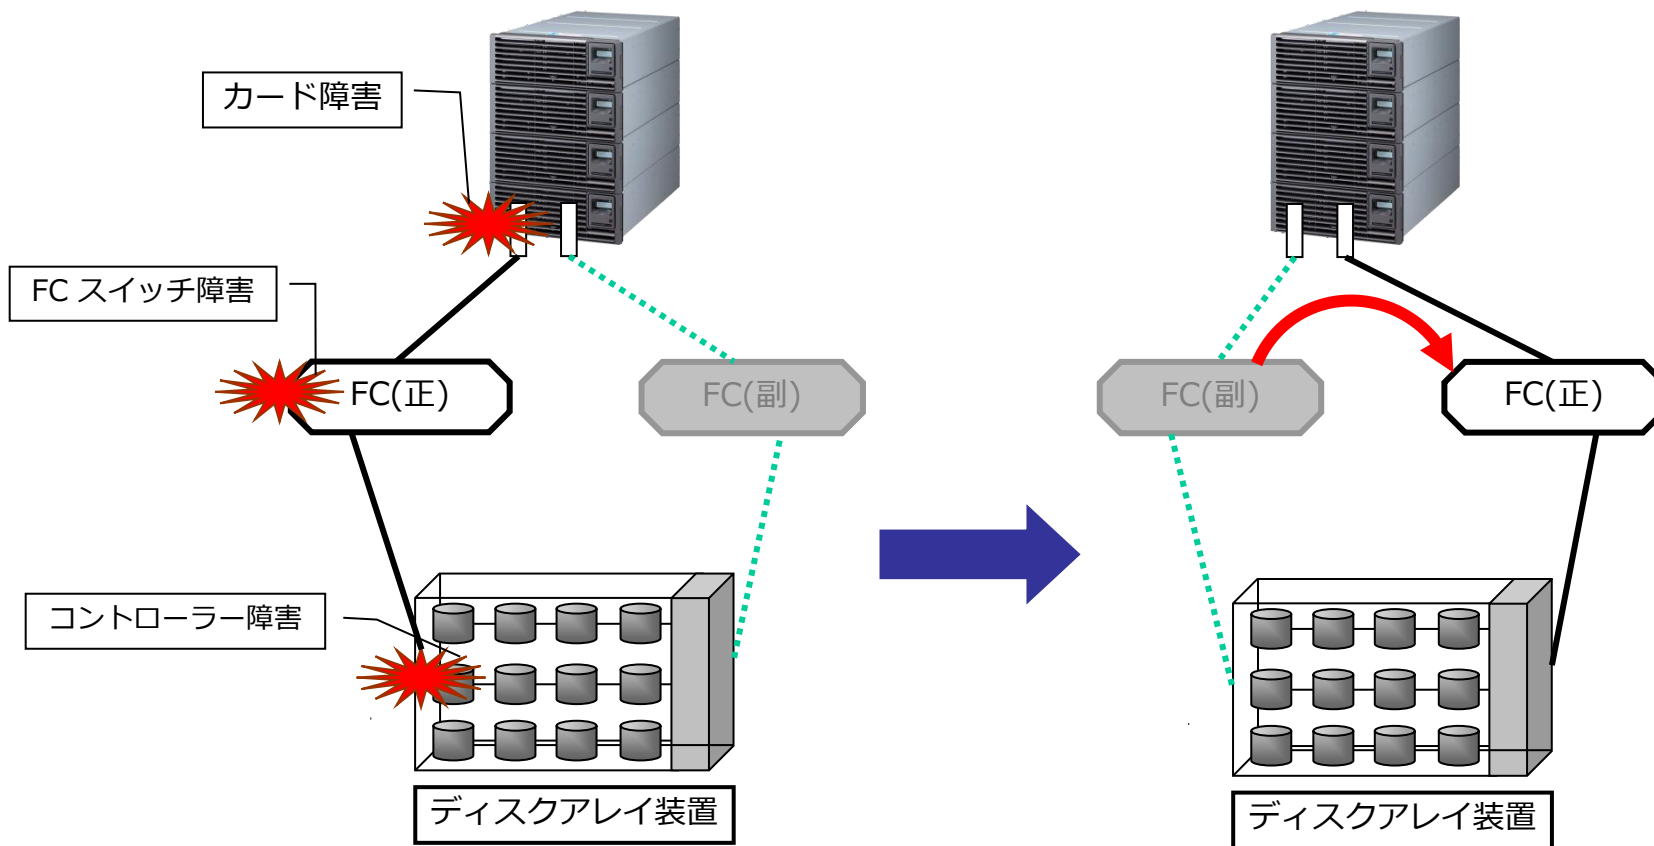 カード障害
FC スイッチ障害
FC(正)
FC(副)
コントローラー障害
ディスクアレイ装置
FC(副)
FC(正)
ディスクアレイ装置